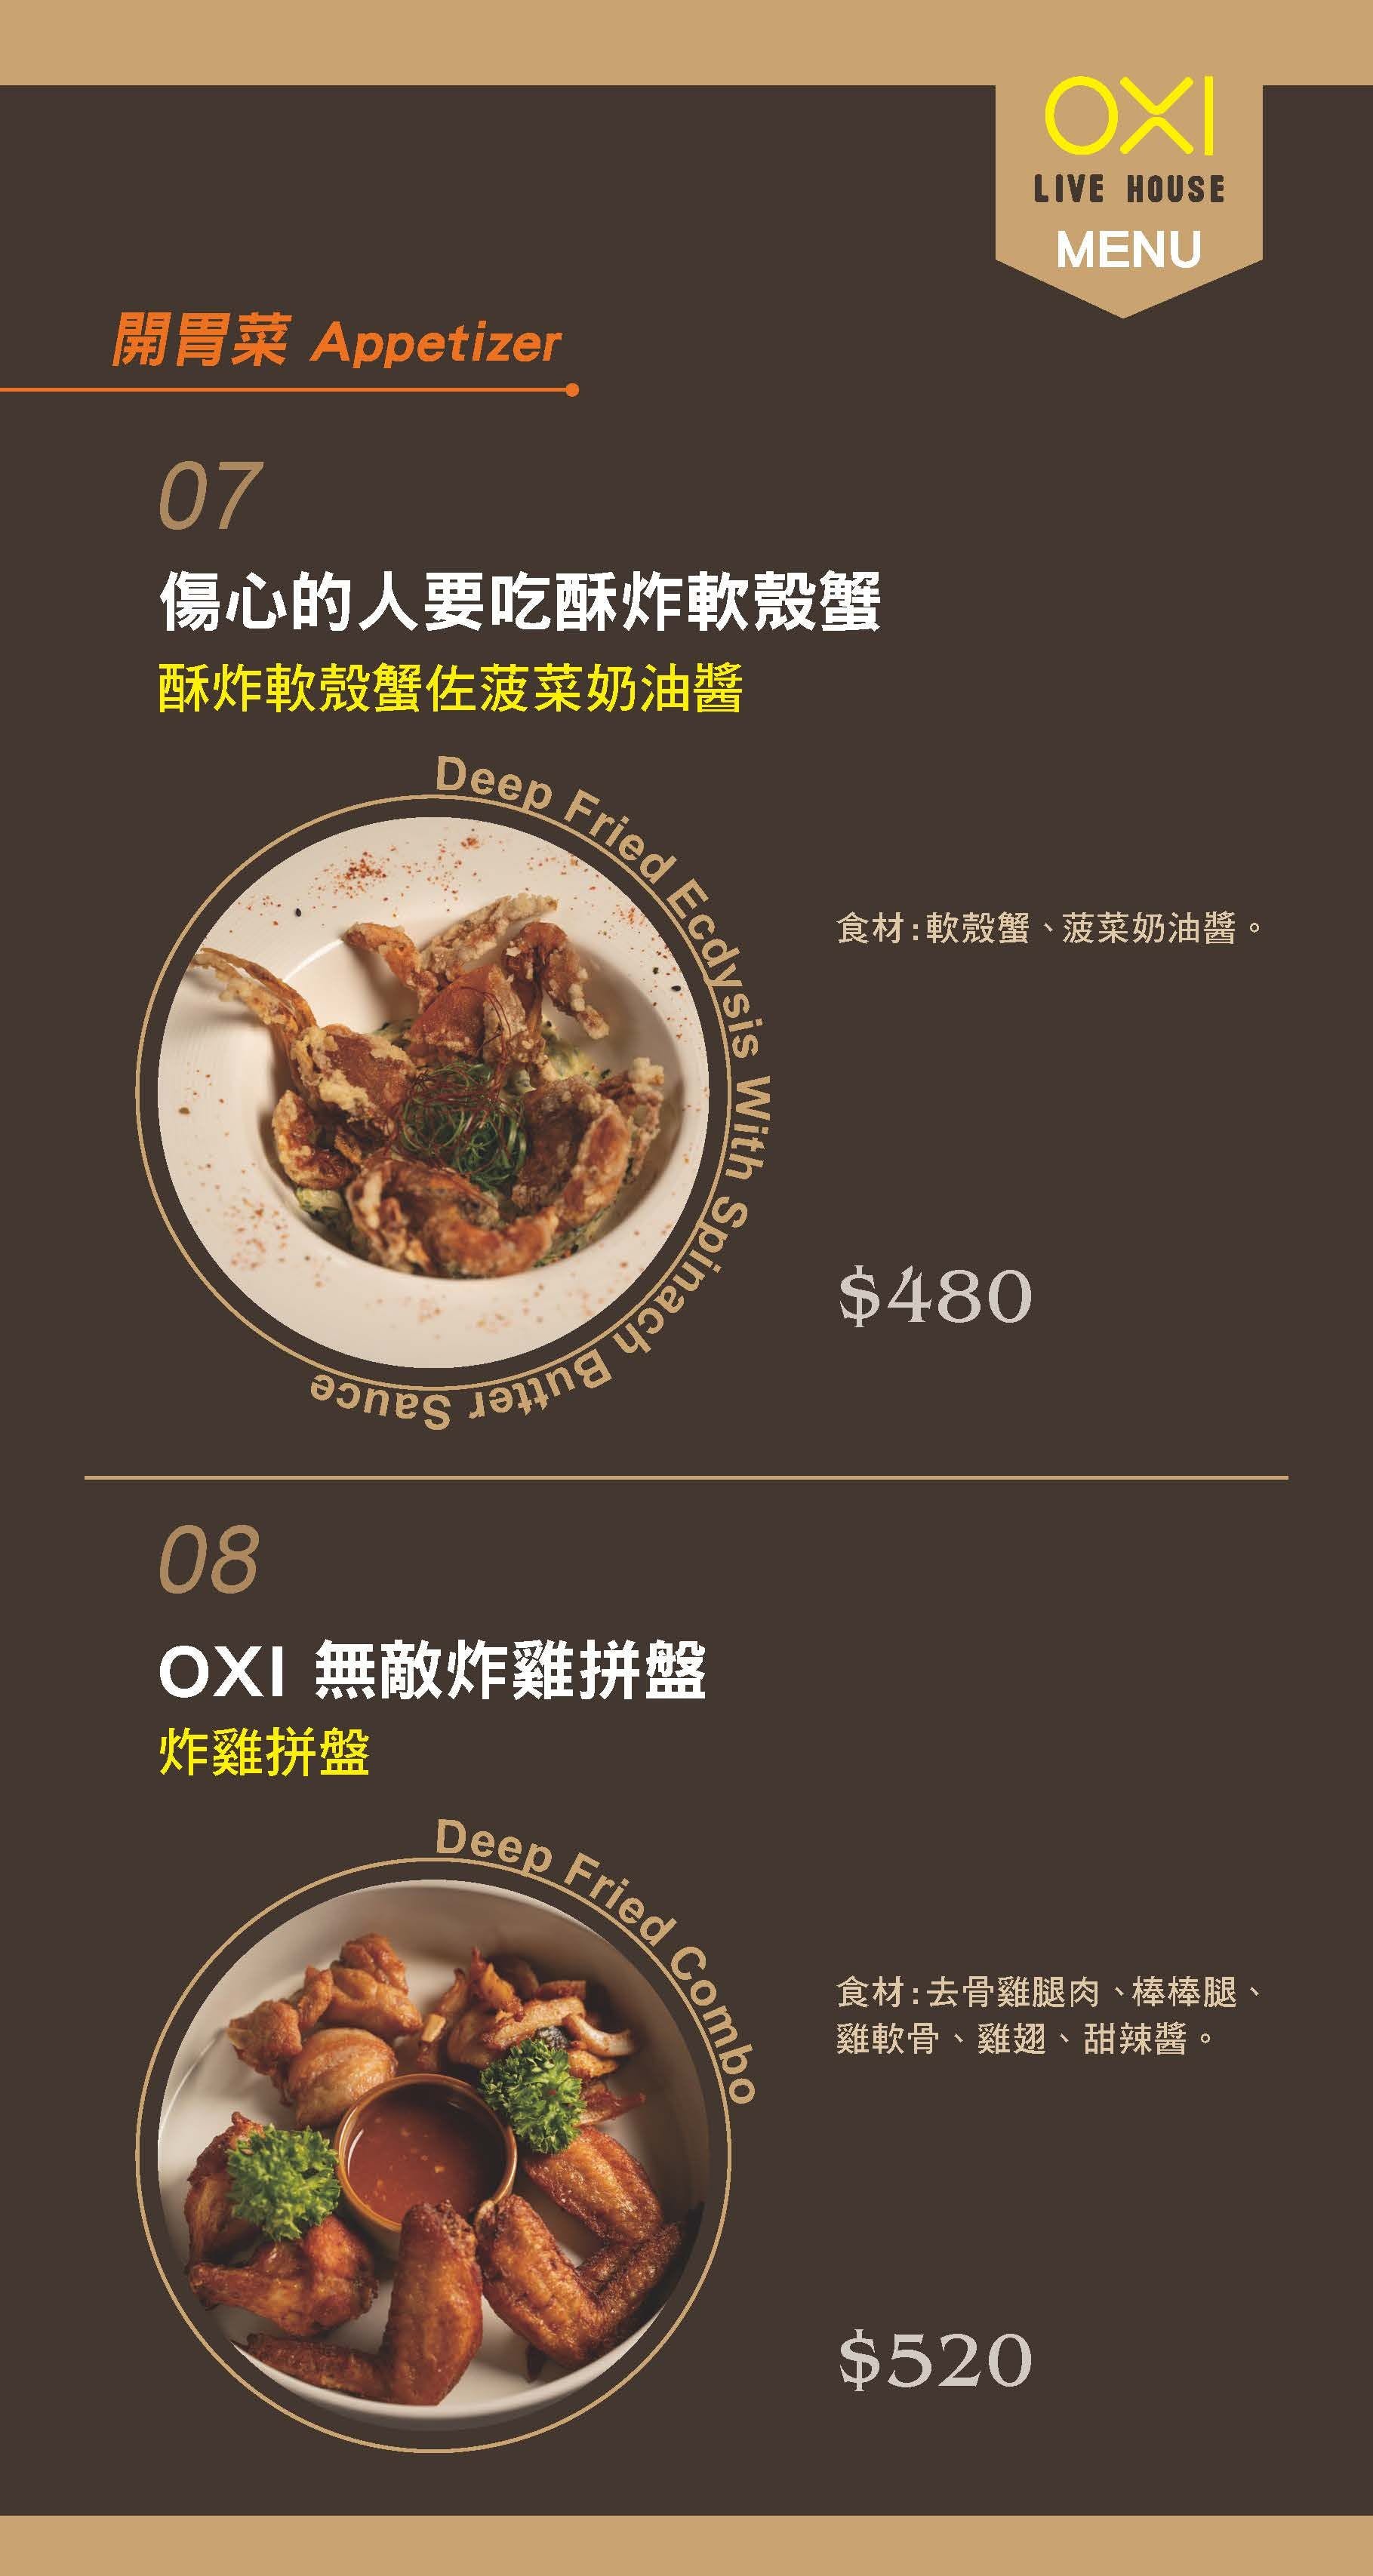 OXI
LIVE HOUSE
MENU
開胃菜 Appetizer
07
傷心的人要吃酥炸軟殼蟹
酥炸軟殼蟹佐菠菜奶油醬
Deep Fried Ecdysis With Spinach Butter Sauce
食材:軟殼蟹、菠菜奶油醬。
$480
08
OXI 無敵炸雞拼盤
炸雞拼盤
Deep Fried Combo
食材:去骨雞腿肉、棒棒腿、
雞軟骨、雞翅、甜辣醬。
$520